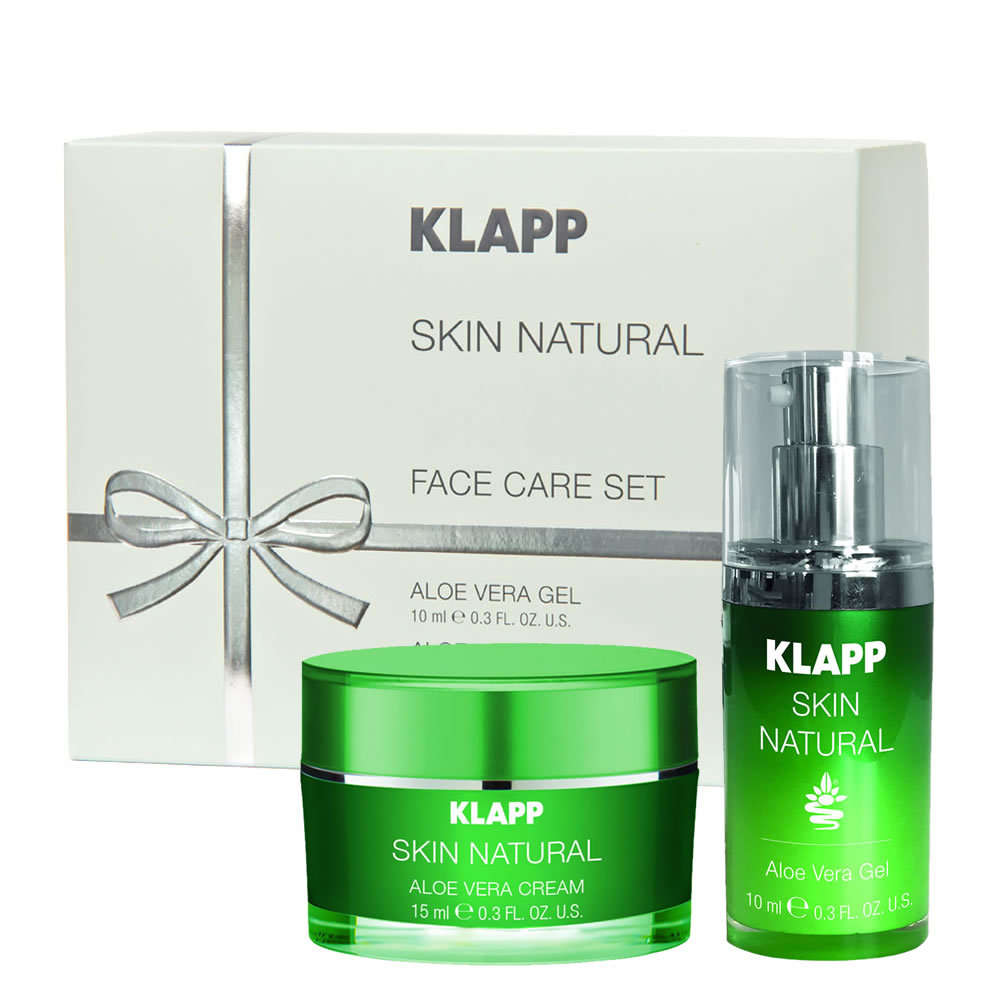 KLAPP
SKIN NATURAL
FACE CARE SET
ALOE VERA GEL
10 ml ℮ 0.3 FL. OZ. U.S.
KLAPP
SKIN NATURAL
ALOE VERA CREAM
15 ml ℮ 0.3 FL. OZ. U.S.
KLAPP
SKIN
NATURAL
Aloe Vera Gel
10 ml ℮ 0.3 FL. OZ. U.S.